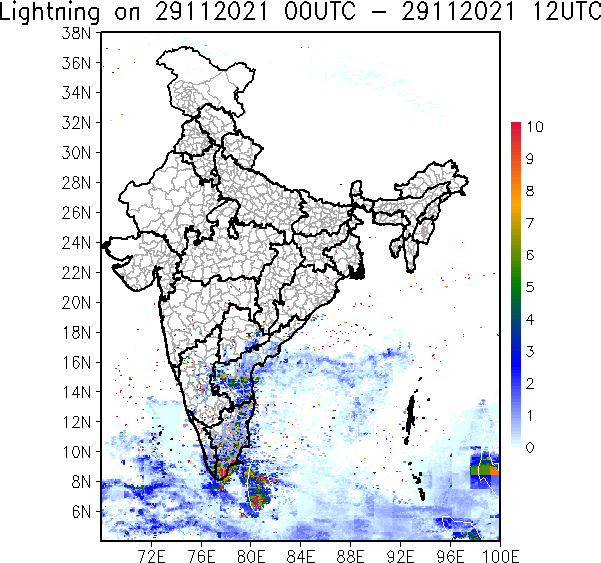 Lightning on 29112021 00UTC – 29112021 12UTC
38N
36N
34N
32N
30N
28N
26N
24N
22N
20N
18N
16N
14N
12N
10N
8N
6N
72E 76E 80E 84E 88E 92E 96E 100E
10
9
8
7
6
5
4
3
2
1
0